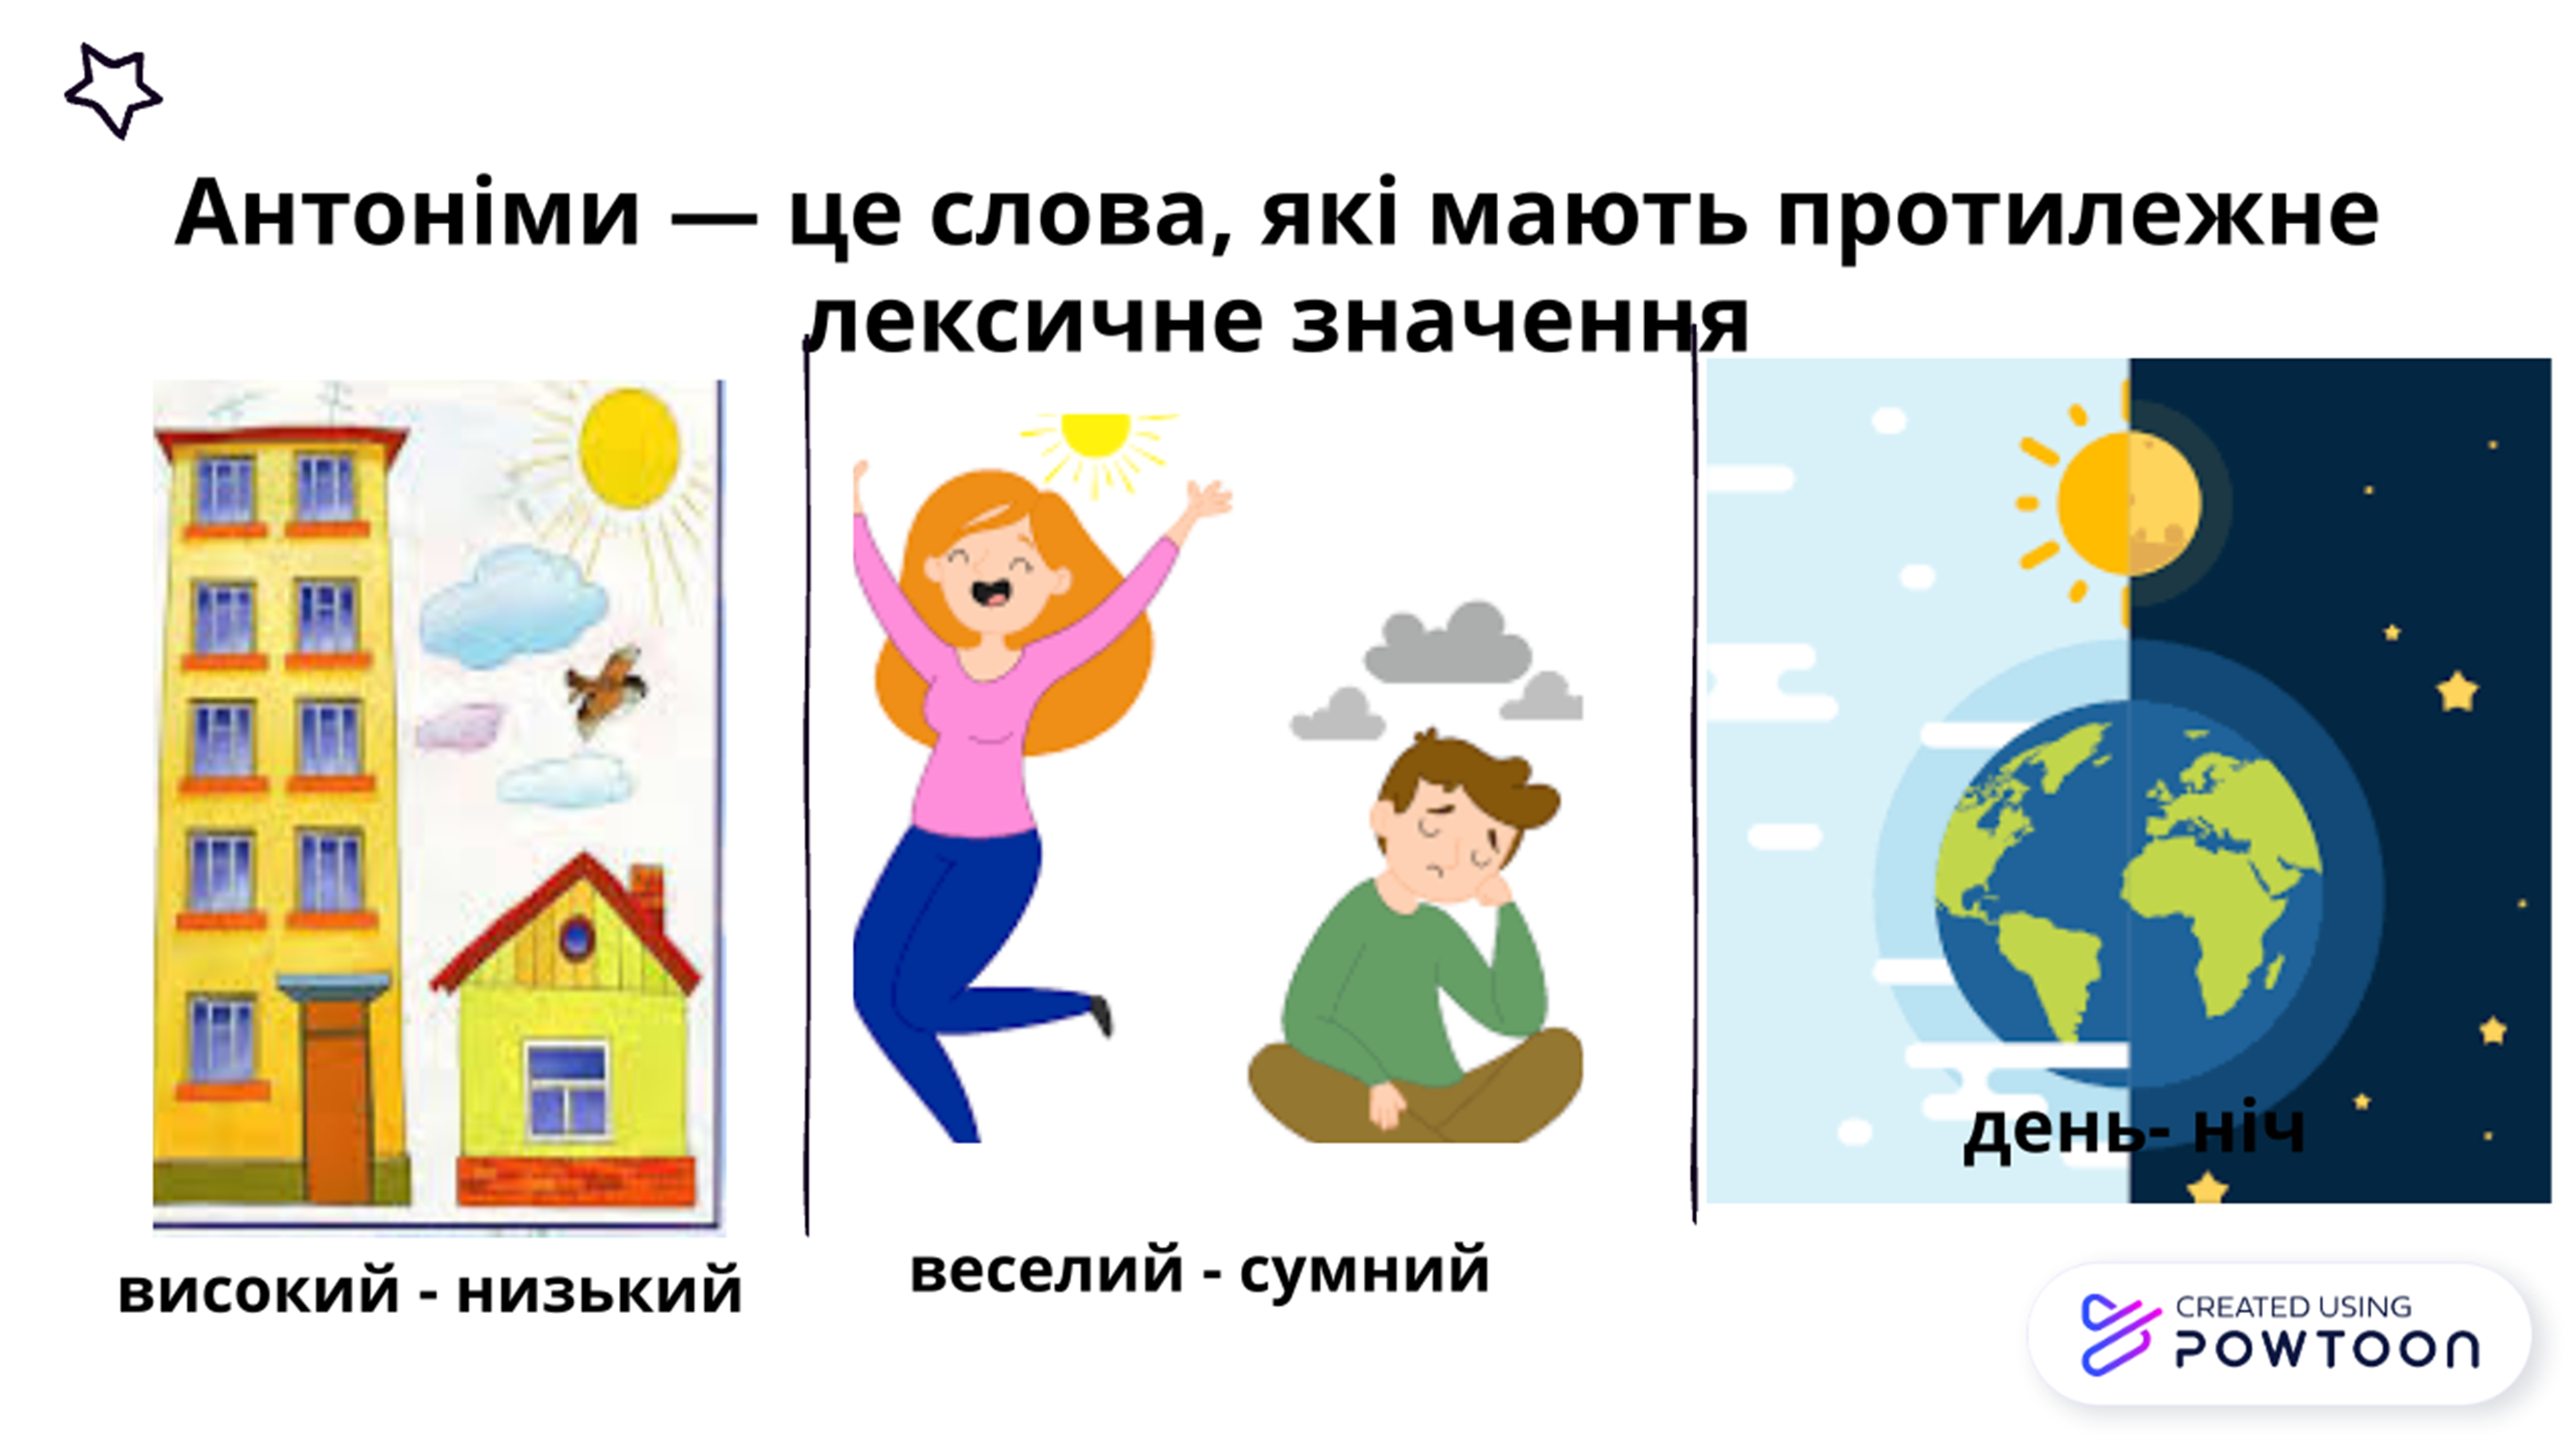 Антоніми — це слова, які мають протилежне
лексичне значення
високий - низький
веселий - сумний
день- ніч
CREATED USING
POWTOON